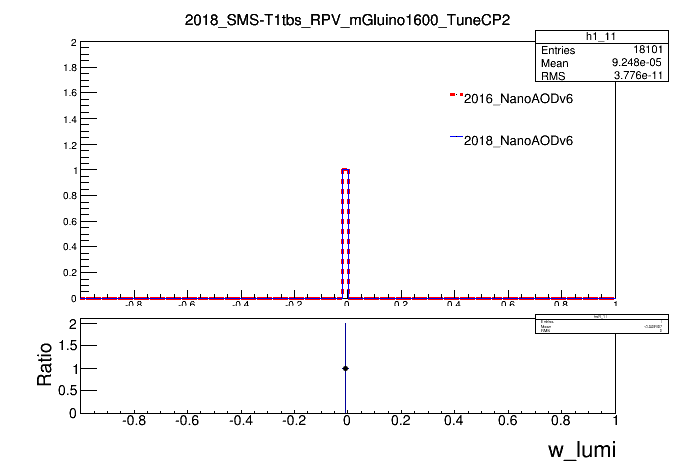 2018_SMS-T1tbs_RPV_mGluino1600_TuneCP2
h1_11
Entries 18101
Mean 9.248e-05
RMS 3.776e-11
2016_NanoAODv6
2018_NanoAODv6
2
1.8
1.6
1.4
1.2
1
0.8
0.6
0.4
0.2
0
-0.8 -0.6 -0.4 -0.2 0 0.2 0.4 0.6 0.8 1
Entries
Mean
RMS
Ratio
2
1.5
1
0.5
0
-0.8 -0.6 -0.4 -0.2 0 0.2 0.4 0.6 0.8 1
w_lumi